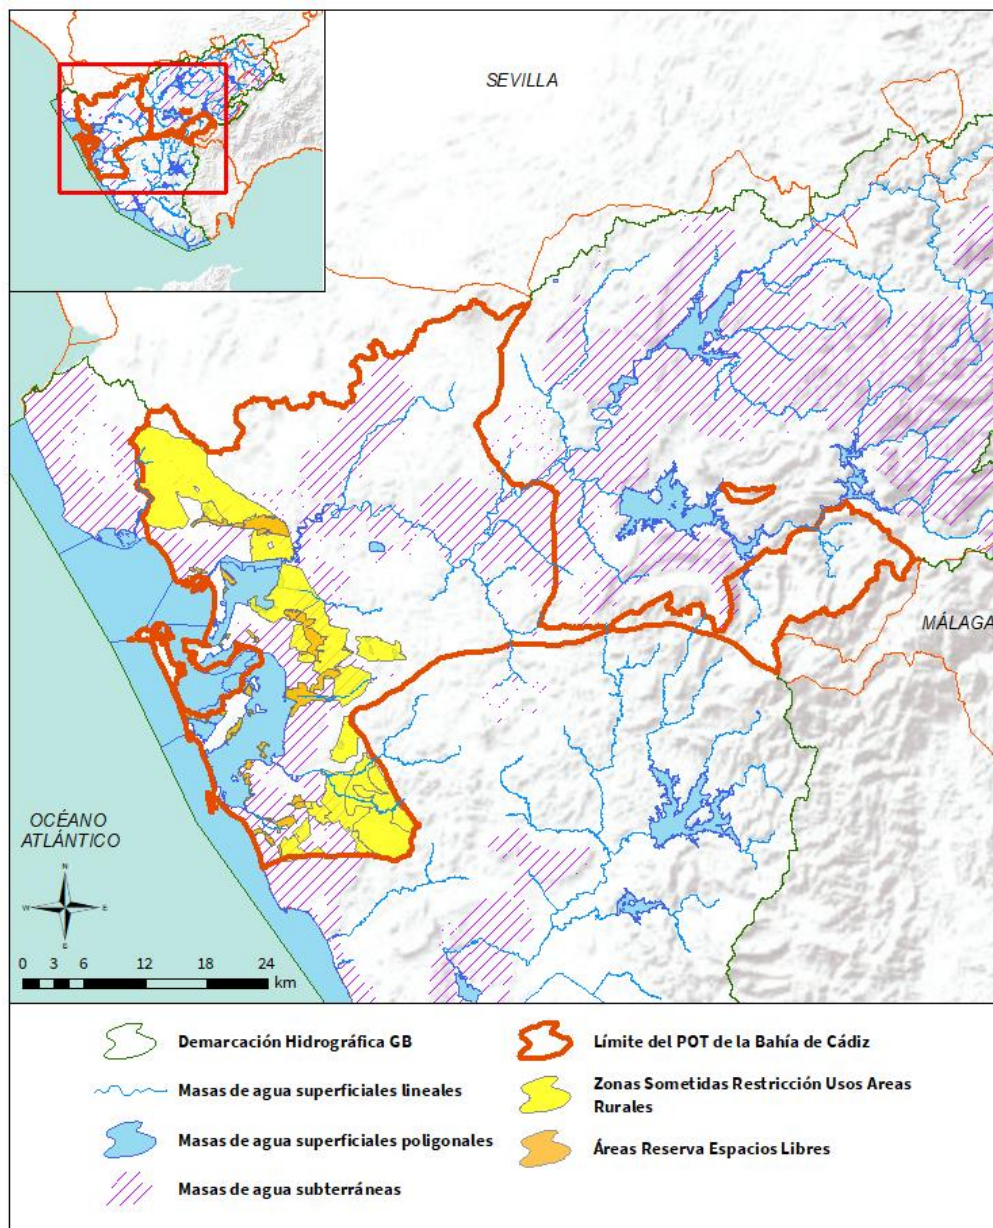 SEVILLA
MÁLAGA
OCÉANO
ATLÁNTICO
N
W
E
E
0 3 6 12 18 24
km
Demarcación Hidrográfica GB
Masas de agua superficiales lineales
Masas de agua superficiales poligonales
Masas de agua subterráneas
Límite del POT de la Bahía de Cádiz
Zonas Sometidas Restricción Usos Areas
Rurales
Áreas Reserva Espacios Libres